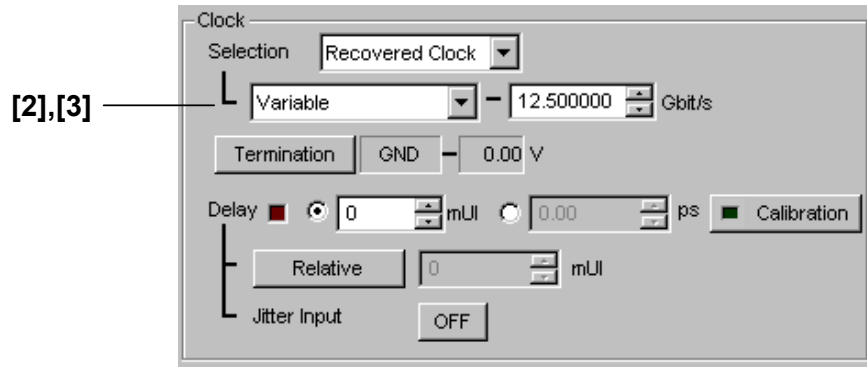 Clock
Selection Recovered Clock
[2],[3] Variable 12.500000 Gbit/s
Termination GND 0.00 V
Delay 0 mUI 0.00 ps Calibration
Relative 0 mUI
Jitter Input OFF